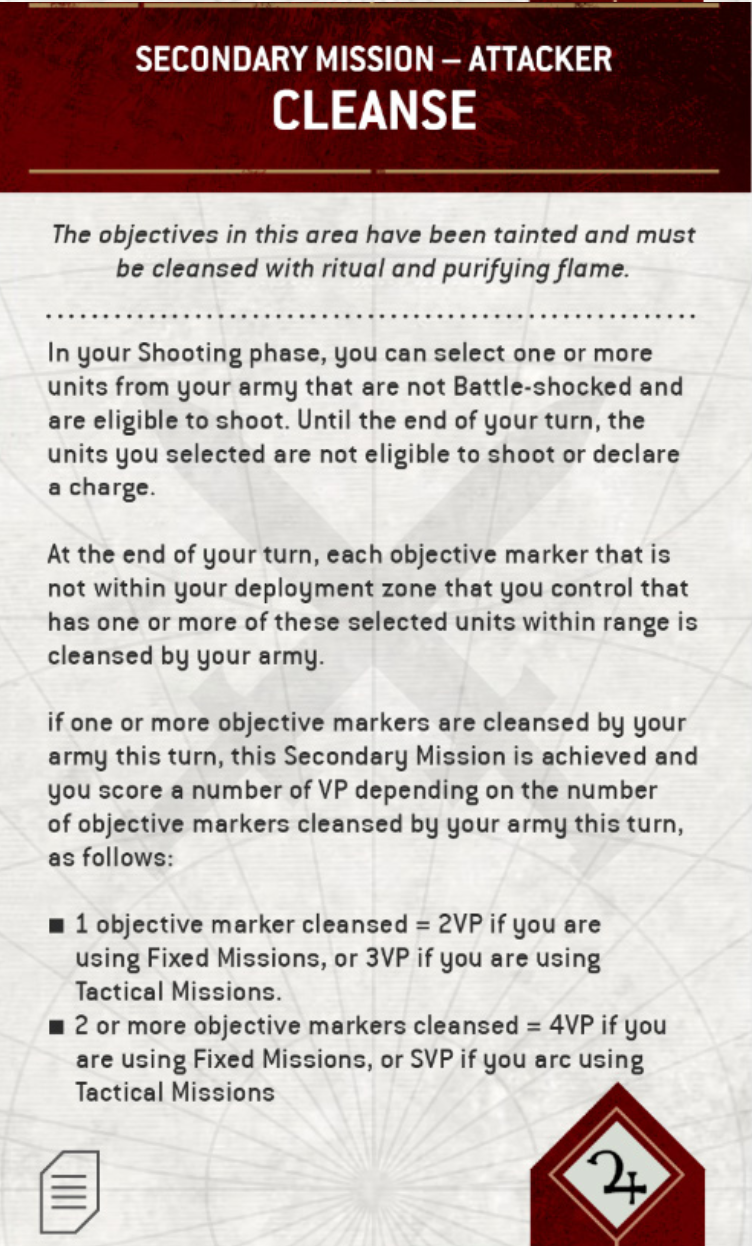 SECONDARY MISSION – ATTACKER
CLEANSE
The objectives in this area have been tainted and must
be cleansed with ritual and purifying flame.
In your Shooting phase, you can select one or more
units from your army that are not Battle-shocked and
are eligible to shoot. Until the end of your turn, the
units you selected are not eligible to shoot or declare
a charge.
At the end of your turn, each objective marker that is
not within your deployment zone that you control that
has one or more of these selected units within range is
cleansed by your army.
if one or more objective markers are cleansed by your
army this turn, this Secondary Mission is achieved and
you score a number of VP depending on the number
of objective markers cleansed by your army this turn,
as follows:
■ 1 objective marker cleansed = 2VP if you are
using Fixed Missions, or 3VP if you are using
Tactical Missions.
■ 2 or more objective markers cleansed = 4VP if you
are using Fixed Missions, or SVP if you arc using
Tactical Missions